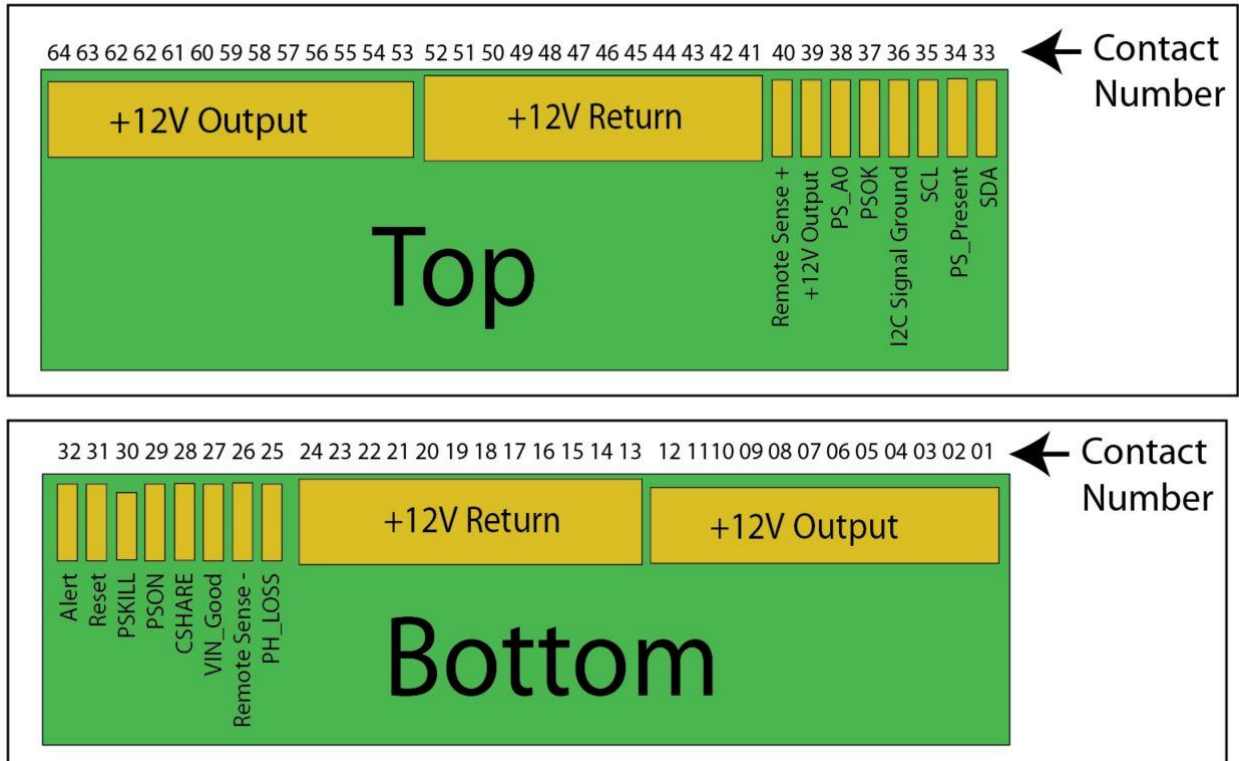 64 63 62 62 61 60 59 58 57 56 55 54 53 52 51 50 49 48 47 46 45 44 43 42 41 40 39 38 37 36 35 34 33
Contact
Number
+12V Output
+12V Return
Remote Sense +
+12V Output
PS_A0
PSOK
I2C Signal Ground
SCL
PS_Present
SDA
Top
32 31 30 29 28 27 26 25 24 23 22 21 20 19 18 17 16 15 14 13 12 11 10 09 08 07 06 05 04 03 02 01
Contact
Number
+12V Return
+12V Output
Alert
Reset
PSKILL
PSON
CSHARE
VIN_Good
Remote Sense -
PH_LOSS
Bottom